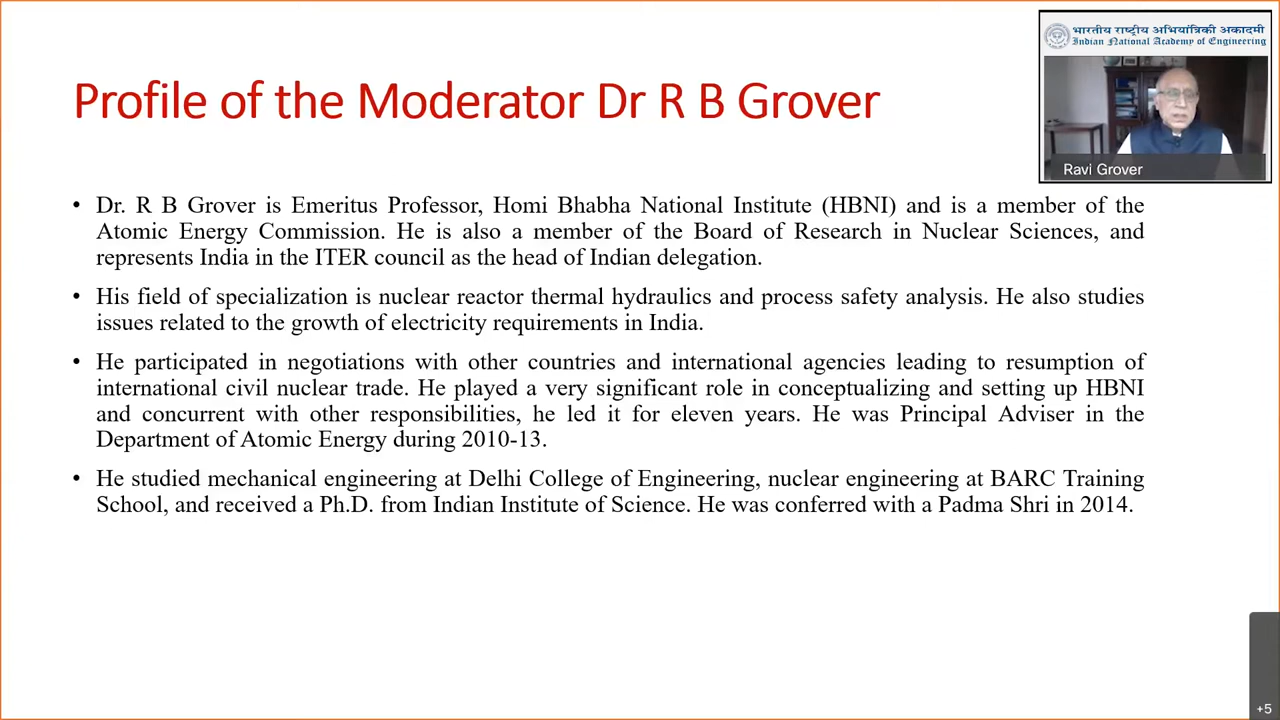 भारतीय राष्ट्रीय अभियांत्रिकी अकादमी
Indian National Academy of Engineering
Profile of the Moderator Dr R B Grover
Ravi Grover
• Dr. R B Grover is Emeritus Professor, Homi Bhabha National Institute (HBNI) and is a member of the
Atomic Energy Commission. He is also a member of the Board of Research in Nuclear Sciences, and
represents India in the ITER council as the head of Indian delegation.
• His field of specialization is nuclear reactor thermal hydraulics and process safety analysis. He also studies
issues related to the growth of electricity requirements in India.
• He participated in negotiations with other countries and international agencies leading to resumption of
international civil nuclear trade. He played a very significant role in conceptualizing and setting up HBNI
and concurrent with other responsibilities, he led it for eleven years. He was Principal Adviser in the
Department of Atomic Energy during 2010-13.
• He studied mechanical engineering at Delhi College of Engineering, nuclear engineering at BARC Training
School, and received a Ph.D. from Indian Institute of Science. He was conferred with a Padma Shri in 2014.
+5